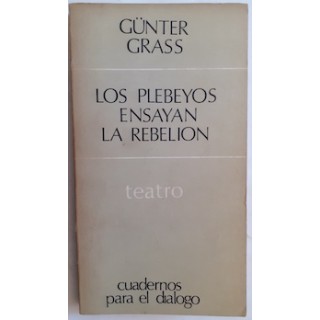 GÜNTER
GRASS
LOS PLEBEYOS
ENSAYAN
LA REBELION
teatro
cuadernos
para el dialogo